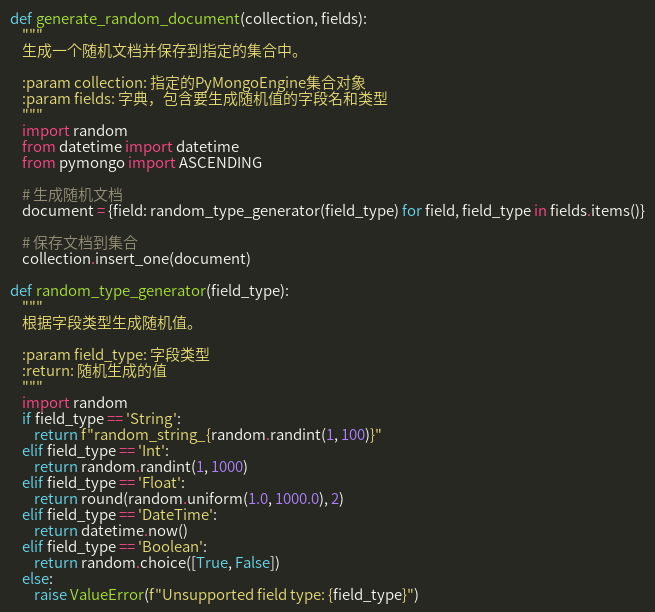 def generate_random_document(collection, fields):
    """
    生成一个随机文档并保存到指定的集合中。

    :param collection: 指定的PyMongoEngine集合对象
    :param fields: 字典，包含要生成随机值的字段名和类型
    """
    import random
    from datetime import datetime
    from pymongo import ASCENDING

    # 生成随机文档
    document = {field: random_type_generator(field_type) for field, field_type in fields.items()}

    # 保存文档到集合
    collection.insert_one(document)

def random_type_generator(field_type):
    """
    根据字段类型生成随机值。

    :param field_type: 字段类型
    :return: 随机生成的值
    """
    import random
    if field_type == 'String':
        return f"random_string_{random.randint(1, 100)}"
    elif field_type == 'Int':
        return random.randint(1, 1000)
    elif field_type == 'Float':
        return round(random.uniform(1.0, 1000.0), 2)
    elif field_type == 'DateTime':
        return datetime.now()
    elif field_type == 'Boolean':
        return random.choice([True, False])
    else:
        raise ValueError(f"Unsupported field type: {field_type}")